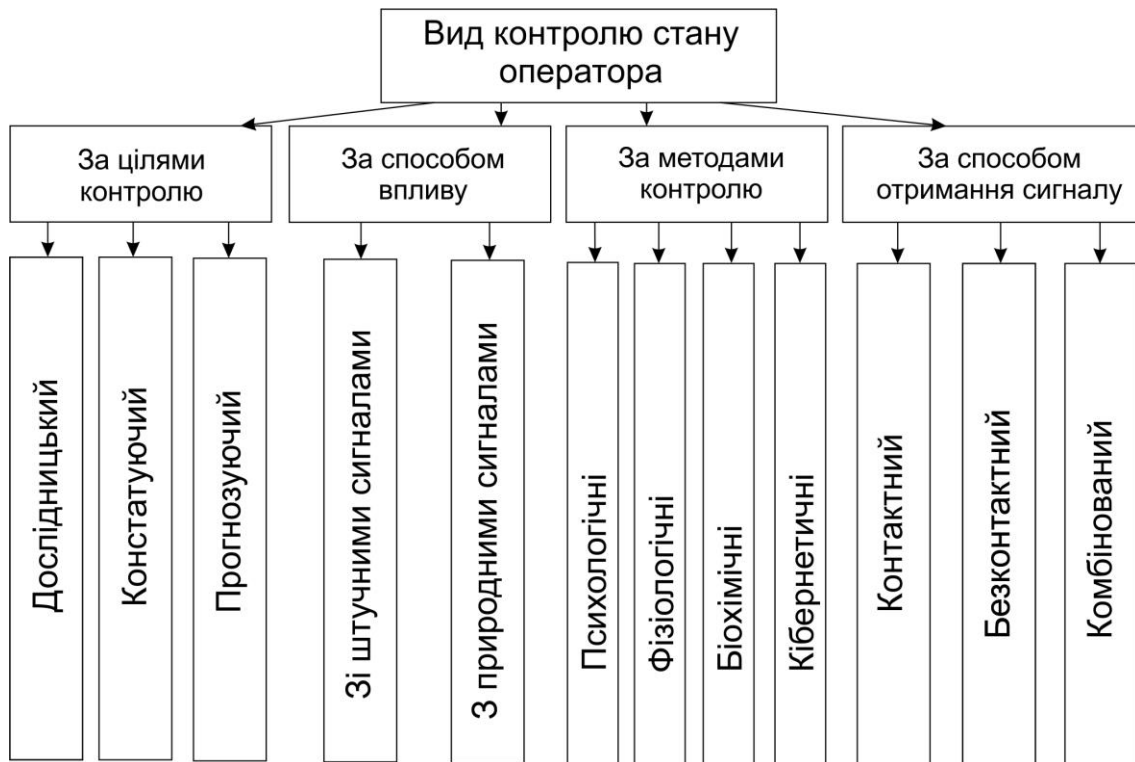 Вид контролю стану
оператора
За цілями
контролю
За способом
впливу
За методами
контролю
За способом
отримання сигналу
Дослідницький
Констатуючий
Прогнозуючий
Зі штучними сигналами
З природними сигналами
Психологічні
Фізіологічні
Біохімічні
Кібернетичні
Контактний
Безконтактний
Комбінований